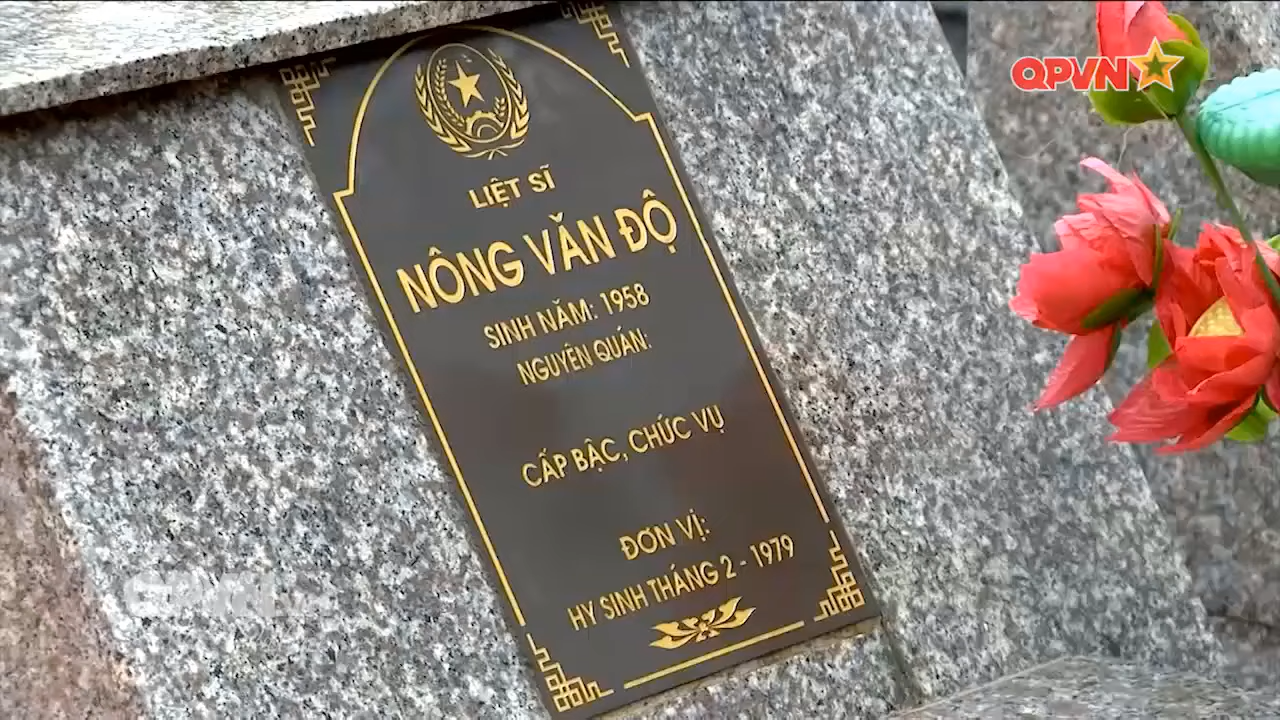 QPVN
LIỆT SĨ
NÔNG VĂN ĐỘ
SINH NĂM: 1958
NGUYÊN QUÁN:
CẤP BẬC, CHỨC VỤ
ĐƠN VỊ:
HY SINH THÁNG 2 - 1979